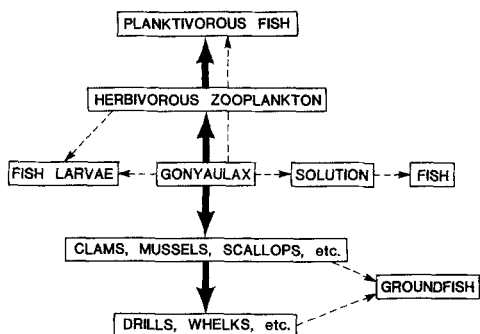 PLANKTIVOROUS FISH
HERBIVOROUS ZOOPLANKTON
FISH LARVAE
GONYAULAX
SOLUTION
FISH
CLAMS, MUSSELS, SCALLOPS, etc.
GROUNDFISH
DRILLS, WHELKS, etc.